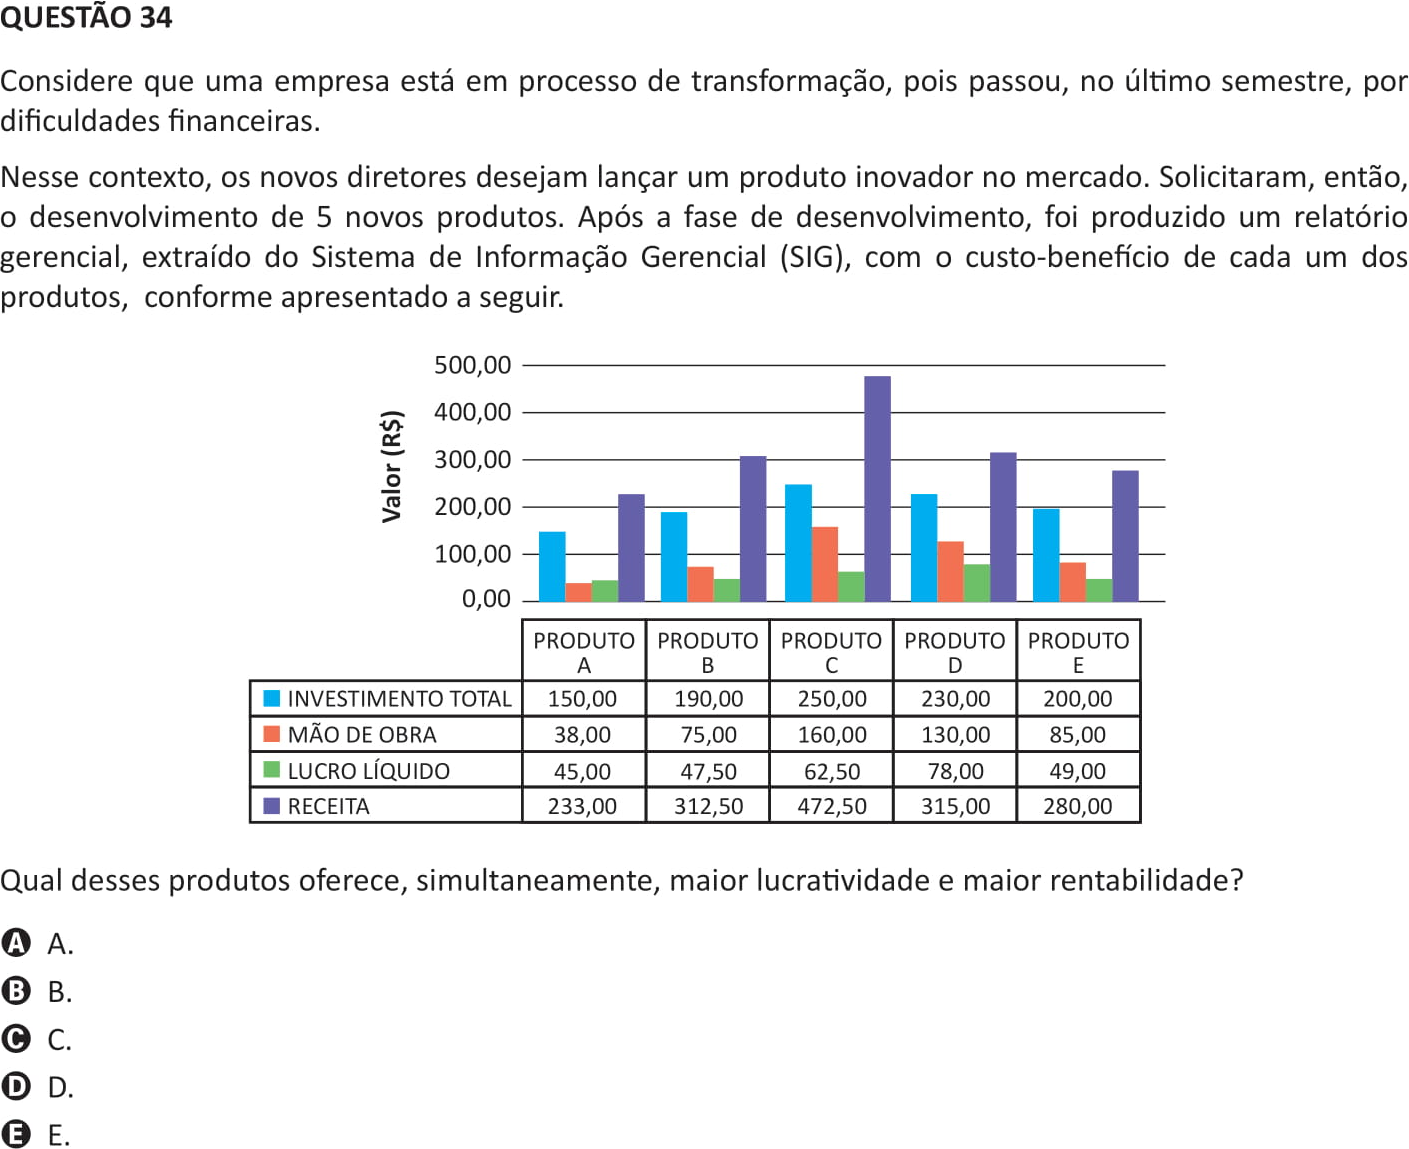 QUESTÃO 34
Considere que uma empresa está em processo de transformação, pois passou, no último semestre, por
dificuldades financeiras.
Nesse contexto, os novos diretores desejam lançar um produto inovador no mercado. Solicitaram, então,
o desenvolvimento de 5 novos produtos. Após a fase de desenvolvimento, foi produzido um relatório
gerencial, extraído do Sistema de Informação Gerencial (SIG), com o custo-benefício de cada um dos
produtos, conforme apresentado a seguir.
Valor (R$)
500,00
400,00
300,00
200,00
100,00
0,00
PRODUTO A PRODUTO B PRODUTO C PRODUTO D PRODUTO E
INVESTIMENTO TOTAL 150,00 190,00 250,00 230,00 200,00
MÃO DE OBRA 38,00 75,00 160,00 130,00 85,00
LUCRO LÍQUIDO 45,00 47,50 62,50 78,00 49,00
RECEITA 233,00 312,50 472,50 315,00 280,00
Qual desses produtos oferece, simultaneamente, maior lucratividade e maior rentabilidade?
A A.
B B.
C C.
D D.
E E.